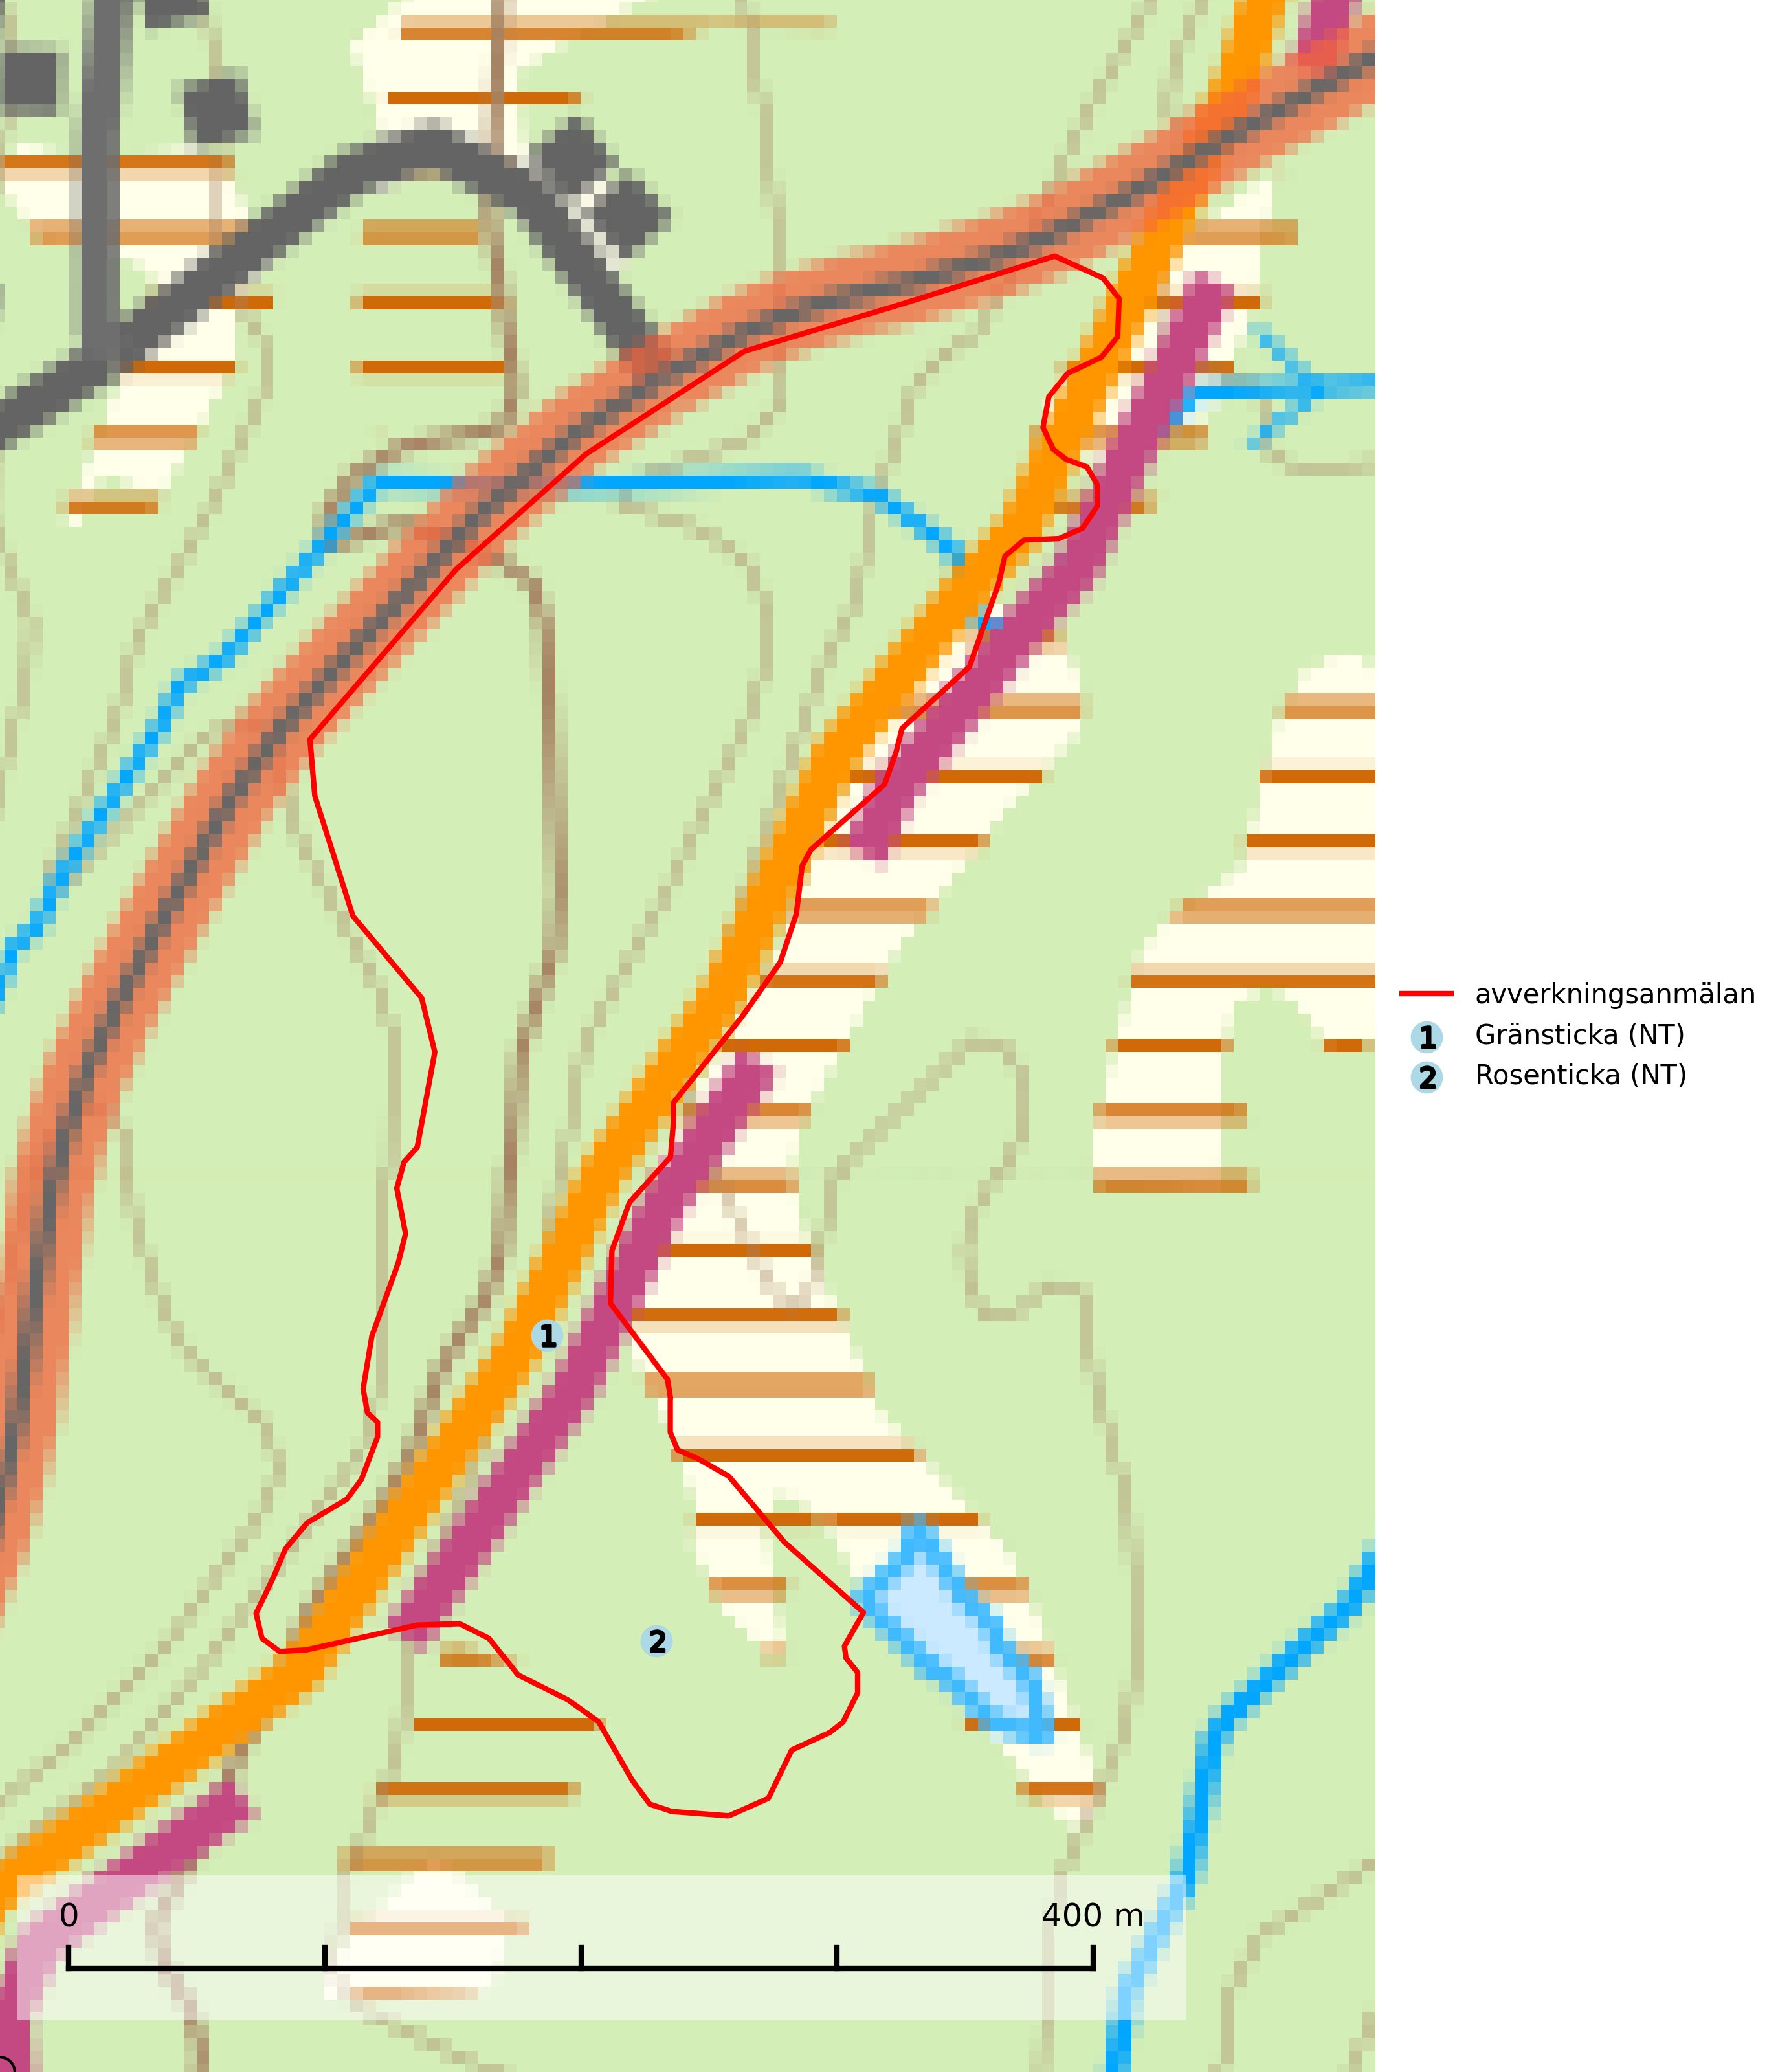 avverkningsanmälan
1 Gränsticka (NT)
2 Rosenticka (NT)
1
2
0 400 m